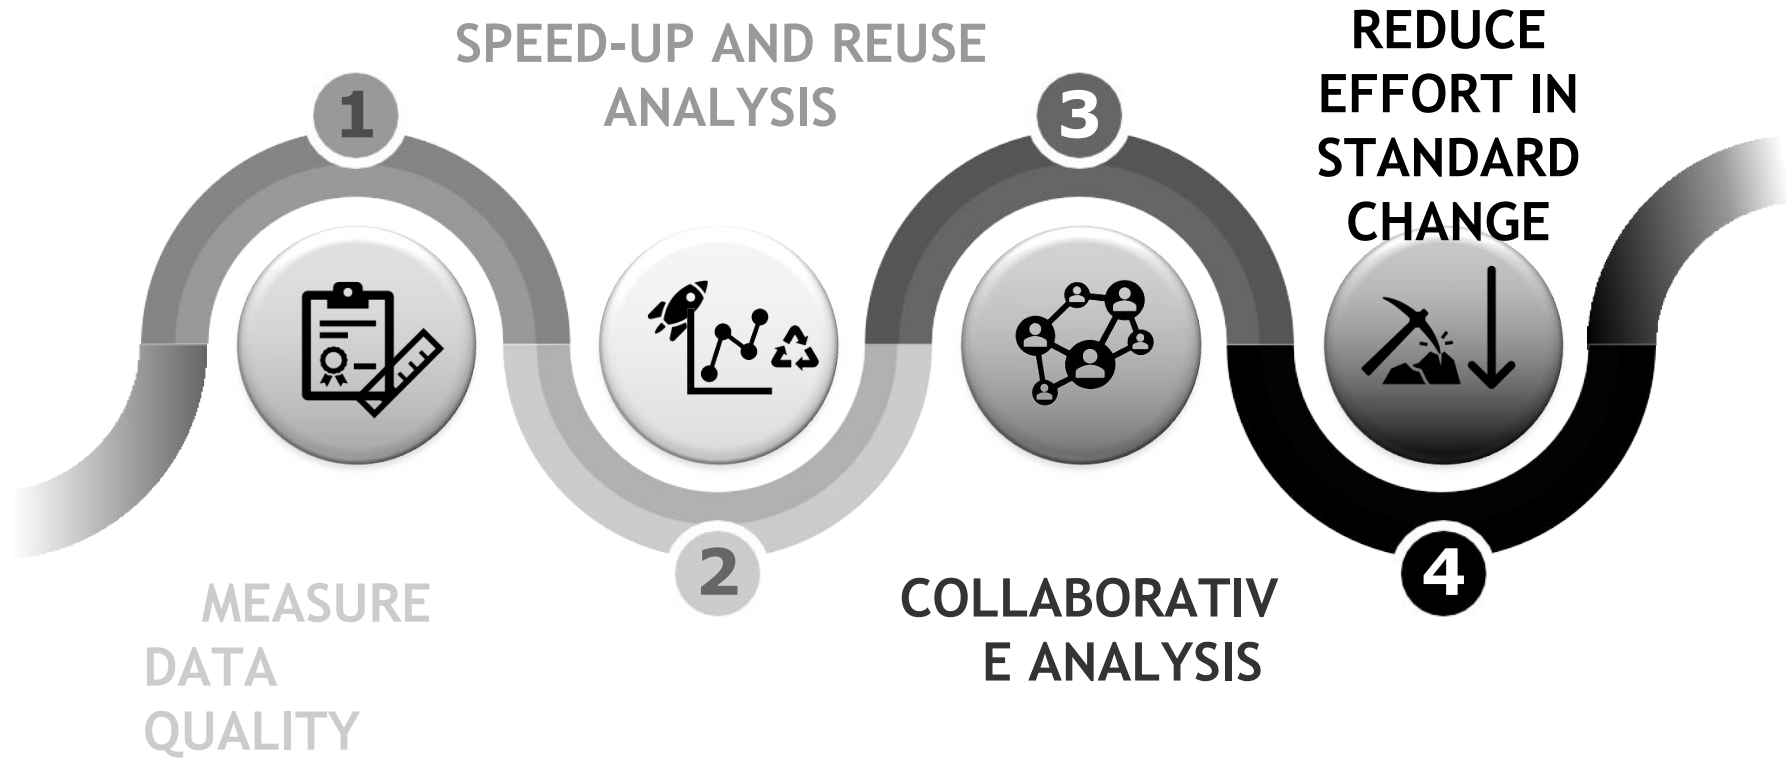 1
MEASURE
DATA
QUALITY
SPEED-UP AND REUSE
ANALYSIS
2
3
COLLABORATIV
E ANALYSIS
REDUCE
EFFORT IN
STANDARD
CHANGE
4